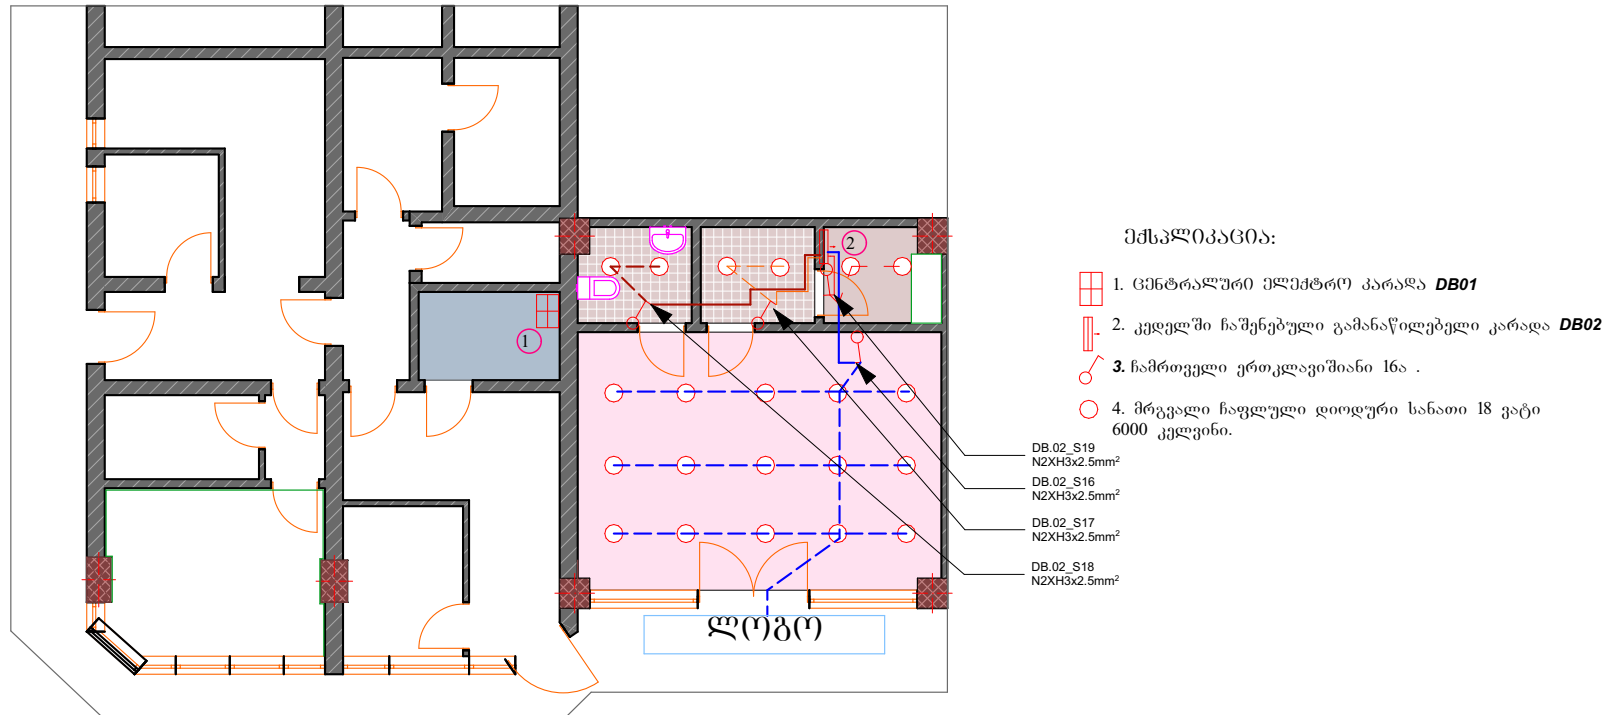 ექსპლიკაცია:
1. ცენტრალური ელექტრო კარადა DB01
2. კედელში ჩაშენებული გამანაწილებელი კარადა DB02
3. ჩამრთველი ერთკლავიშიანი 16ა .
4. მრგვალი ჩაფლული დიოდური სანათი 18 ვატი
6000 კელვინი.
2
1
DB.02_S19
N2XH3x2.5mm²
DB.02_S16
N2XH3x2.5mm²
DB.02_S17
N2XH3x2.5mm²
DB.02_S18
N2XH3x2.5mm²
ლოგო